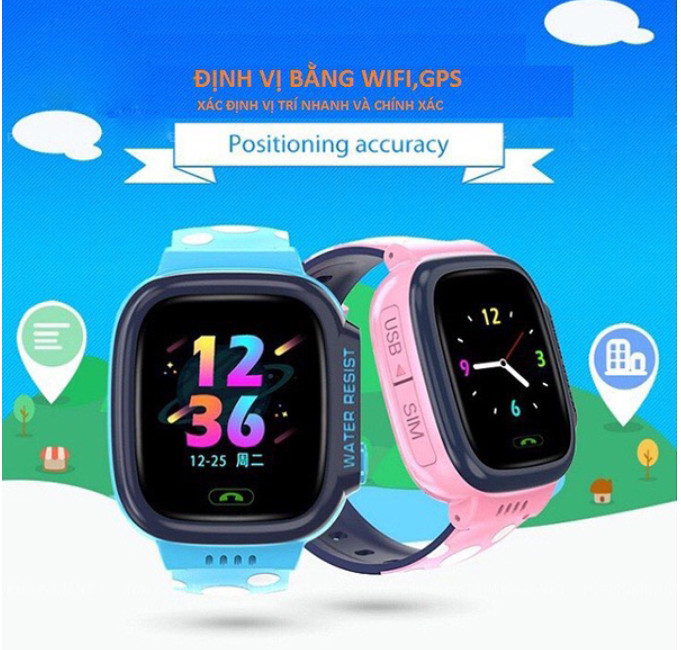 ĐỊNH VỊ BẰNG WIFI,GPS
XÁC ĐỊNH VỊ TRÍ NHANH VÀ CHÍNH XÁC
Positioning accuracy
12
36
12-25 周二
WATER RESIST
USB
SIM
12
9
3
6